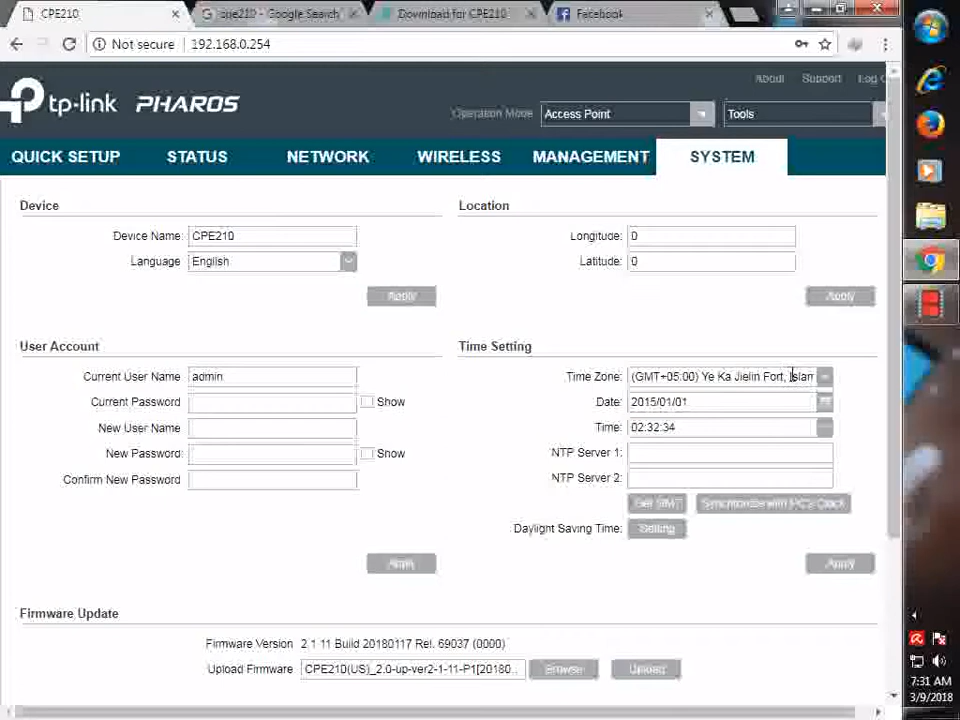 CPE210
cpe210 - Google Search
Download for CPE210
Facebook
Not secure
192.168.0.254
About
Support
Log
tp-link PHAROS
Operation Mode
Access Point
Tools
QUICK SETUP
STATUS
NETWORK
WIRELESS
MANAGEMENT
SYSTEM
Device
Device Name: CPE210
Language English
Apply
Location
Longitude: 0
Latitude: 0
Apply
User Account
Current User Name admin
Current Password Show
New User Name
New Password Show
Confirm New Password
Apply
Time Setting
Time Zone: (GMT+05:00) Ye Ka Jielin Fort, Islam
Date: 2015/01/01
Time: 02:32:34
NTP Server 1:
NTP Server 2:
Get GMT Synchronize with PC's Clock
Daylight Saving Time: Setting
Apply
Firmware Update
Firmware Version 2.1.11 Build 20180117 Rel. 69037 (0000)
Upload Firmware CPE210(US)_2.0-up-ver2-1-11-P1[20180... Browse Upload
7:31 AM
3/9/2018